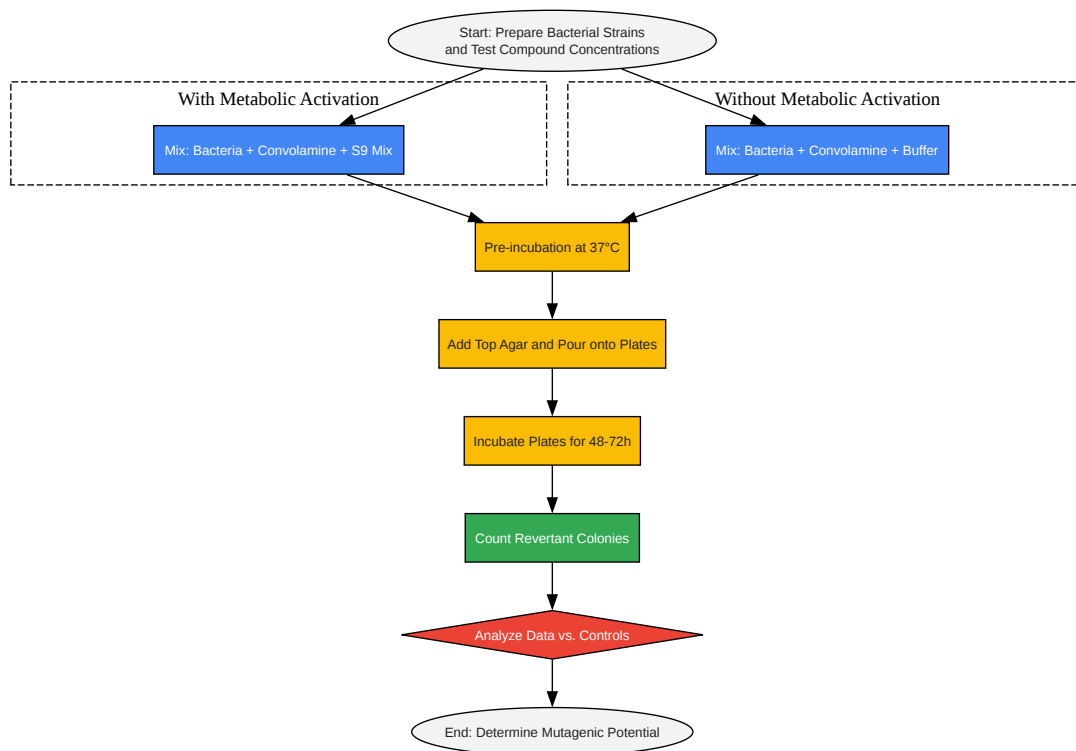 Start: Prepare Bacterial Strains
and Test Compound Concentrations
With Metabolic Activation
Without Metabolic Activation
Mix: Bacteria + Convolamine + S9 Mix
Mix: Bacteria + Convolamine + Buffer
Pre-incubation at 37°C
Add Top Agar and Pour onto Plates
Incubate Plates for 48-72h
Count Revertant Colonies
Analyze Data vs. Controls
End: Determine Mutagenic Potential